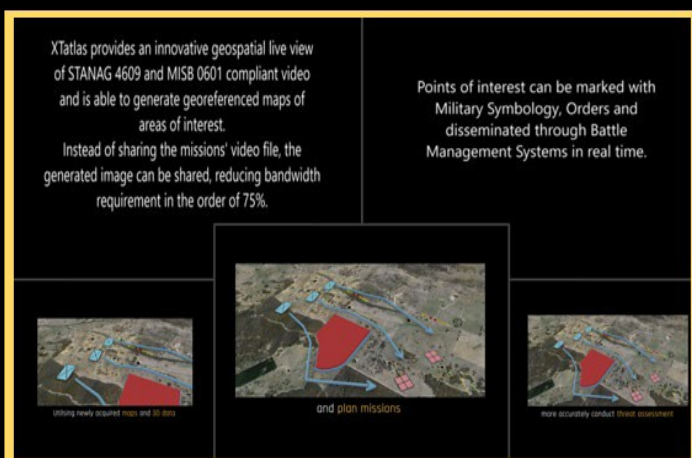 XTatlas provides an innovative geospatial live view
of STANAG 4609 and MISB 0601 compliant video
and is able to generate georeferenced maps of
areas of interest.
Instead of sharing the missions' video file, the
generated image can be shared, reducing bandwidth
requirement in the order of 75%.
Points of interest can be marked with
Military Symbology, Orders and
disseminated through Battle
Management Systems in real time.
Utilising newly acquired maps and 3D data
and plan missions
more accurately conduct threat assessment